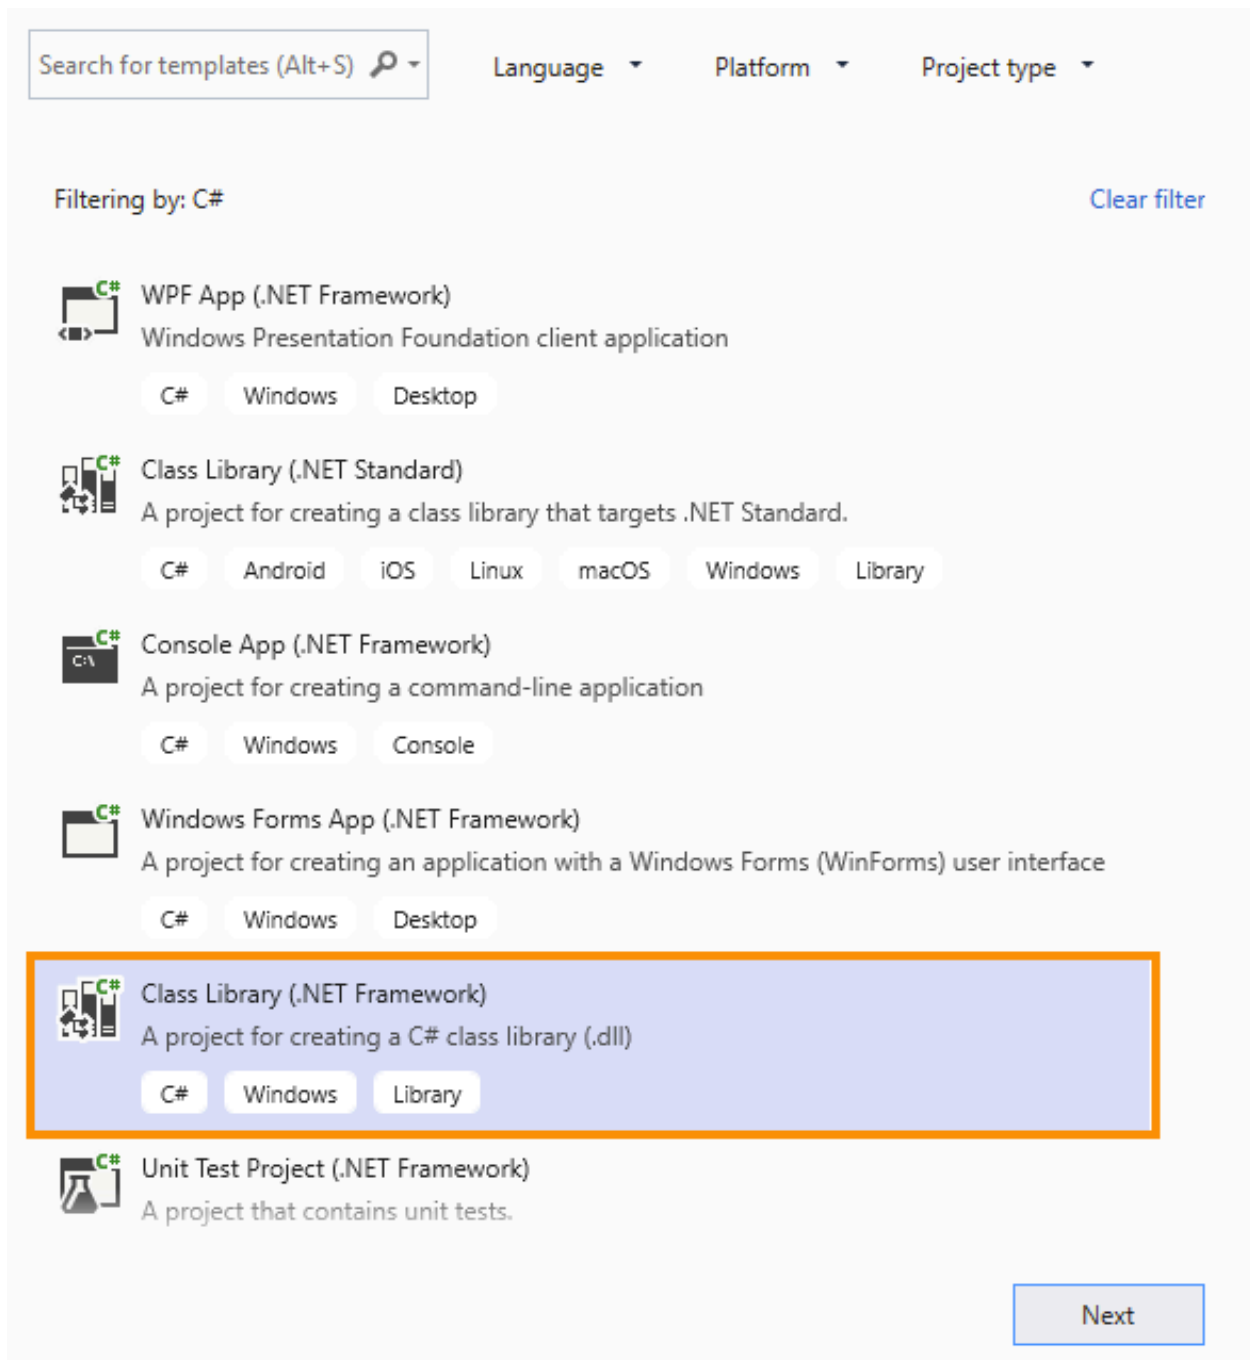 Search for templates (Alt+S)
Language
Platform
Project type
Filtering by: C#
Clear filter
C#
WPF App (.NET Framework)
Windows Presentation Foundation client application
C# Windows Desktop
C#
Class Library (.NET Standard)
A project for creating a class library that targets .NET Standard.
C# Android iOS Linux macOS Windows Library
C#
C:\
Console App (.NET Framework)
A project for creating a command-line application
C# Windows Console
C#
Windows Forms App (.NET Framework)
A project for creating an application with a Windows Forms (WinForms) user interface
C# Windows Desktop
C#
Class Library (.NET Framework)
A project for creating a C# class library (.dll)
C# Windows Library
C#
Unit Test Project (.NET Framework)
A project that contains unit tests.
Next